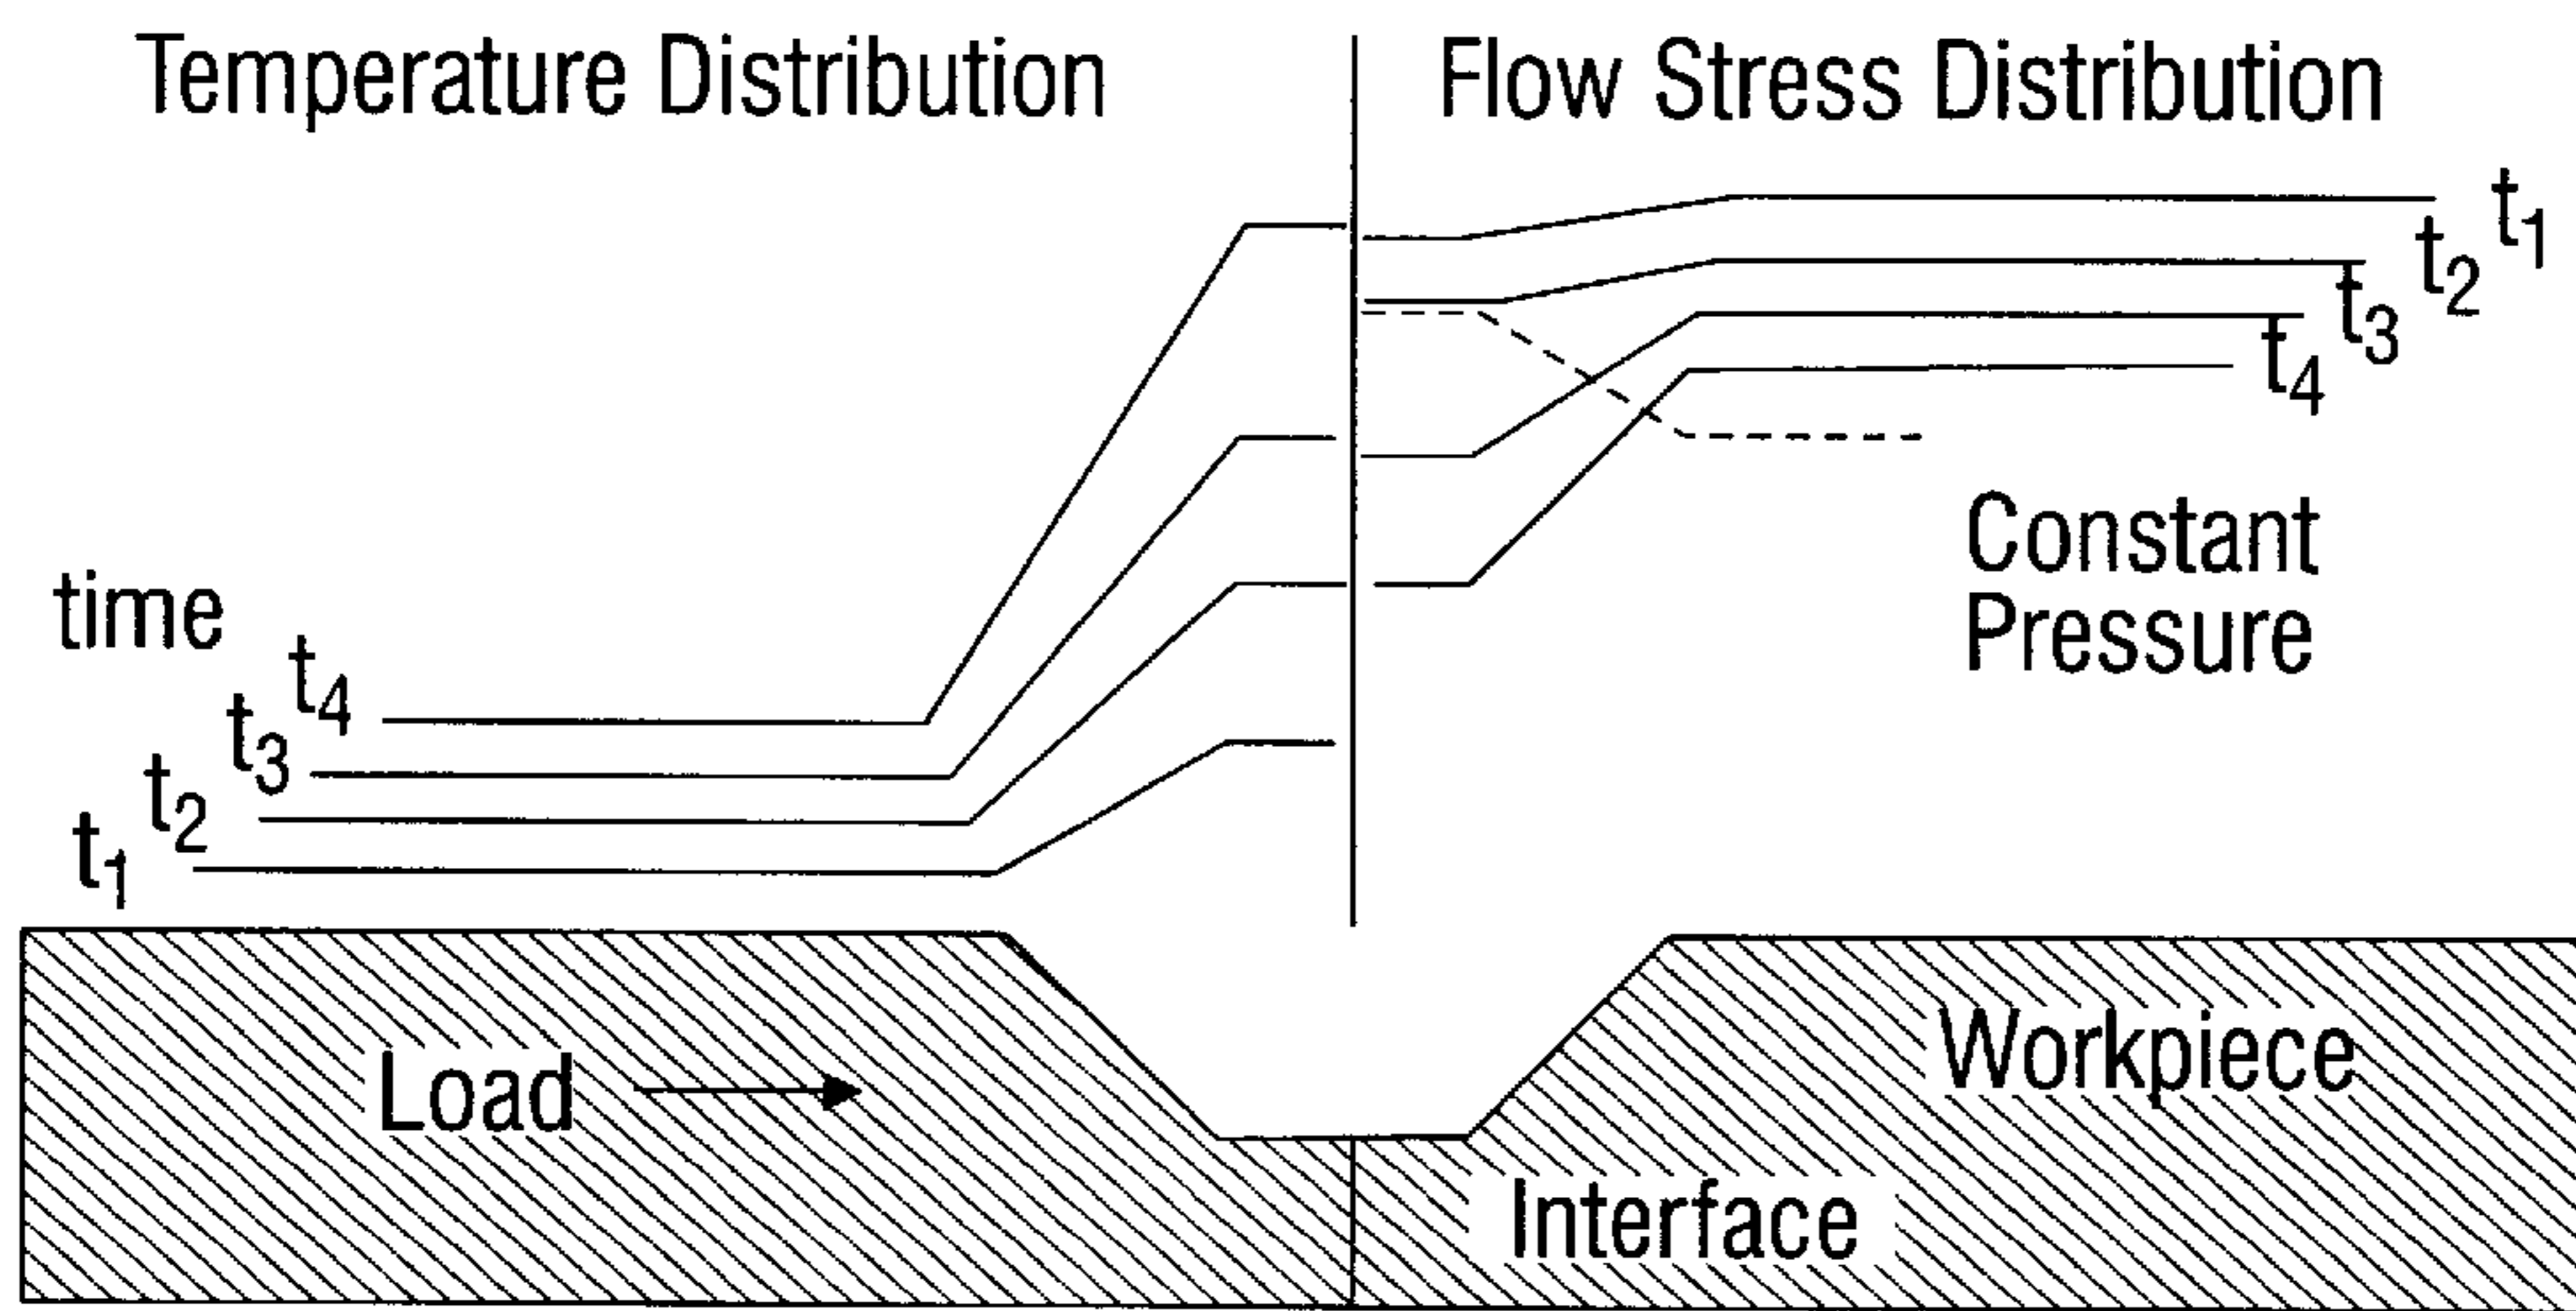 Temperature Distribution
Flow Stress Distribution
t1
t2
t3
t4
Constant
Pressure
time
t4
t3
t2
t1
Load
Workpiece
Interface